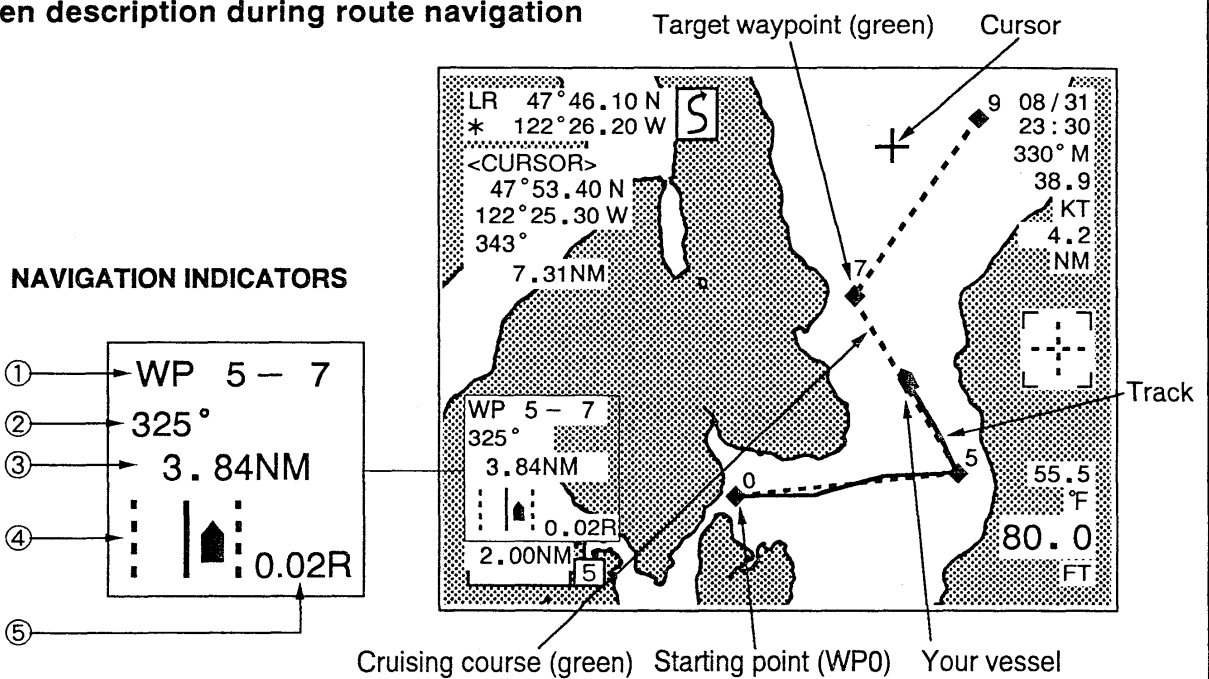 en description during route navigation
Target waypoint (green)
Cursor
LR 47°46.10 N
* 122°26.20 W
<CURSOR>
47°53.40 N
122°25.30 W
343°
7.31NM
9
08/31
23:30
330°M
38.9
KT
4.2
NM
7
NAVIGATION INDICATORS
① WP 5 – 7
② 325°
③ 3.84NM
④
0.02R
⑤
WP 5 – 7
325°
3.84NM
0.02R
2.00NM
5
0
5
Track
55.5
°F
80.0
FT
Cruising course (green)
Starting point (WP0)
Your vessel